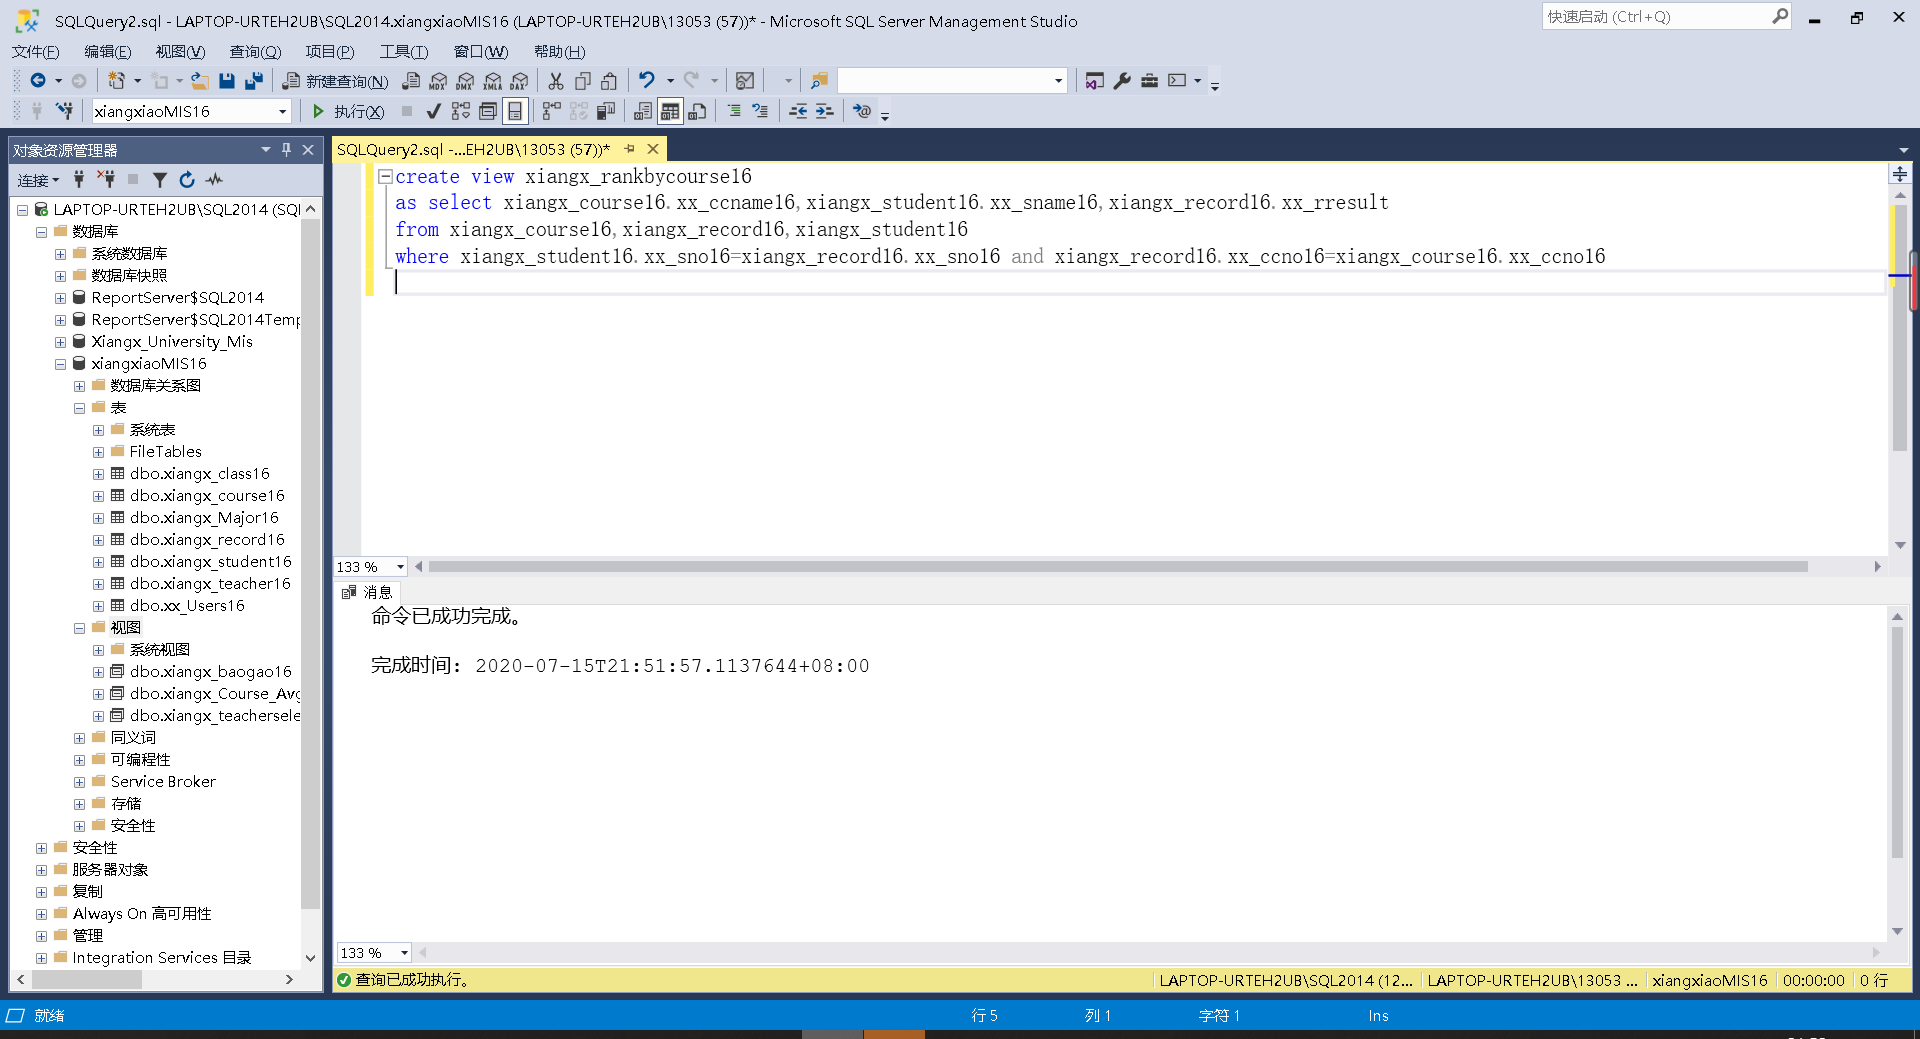 SQLQuery2.sql - LAPTOP-URTEH2UB\SQL2014.xiangxiaoMIS16 (LAPTOP-URTEH2UB\13053 (57))* - Microsoft SQL Server Management Studio
快速启动 (Ctrl+Q)
文件(F) 编辑(E) 视图(V) 查询(Q) 项目(P) 工具(T) 窗口(W) 帮助(H)
新建查询(N) MDX DMX XMLA DAX
xiangxiaoMIS16 执行(X)
对象资源管理器
连接
LAPTOP-URTEH2UB\SQL2014 (SQL
数据库
系统数据库
数据库快照
ReportServer$SQL2014
ReportServer$SQL2014Temp
Xiangx_University_Mis
xiangxiaoMIS16
数据库关系图
表
系统表
FileTables
dbo.xiangx_class16
dbo.xiangx_course16
dbo.xiangx_Major16
dbo.xiangx_record16
dbo.xiangx_student16
dbo.xiangx_teacher16
dbo.xx_Users16
视图
系统视图
dbo.xiangx_baogao16
dbo.xiangx_Course_Avg
dbo.xiangx_teachersele
同义词
可编程性
Service Broker
存储
安全性
安全性
服务器对象
复制
Always On 高可用性
管理
Integration Services 目录
SQLQuery2.sql -...EH2UB\13053 (57))*
create view xiangx_rankbycourse16
as select xiangx_course16.xx_ccname16,xiangx_student16.xx_sname16,xiangx_record16.xx_rresult
from xiangx_course16,xiangx_record16,xiangx_student16
where xiangx_student16.xx_sno16=xiangx_record16.xx_sno16 and xiangx_record16.xx_ccno16=xiangx_course16.xx_ccno16
133 %
消息
命令已成功完成。
完成时间: 2020-07-15T21:51:57.1137644+08:00
133 %
查询已成功执行。 LAPTOP-URTEH2UB\SQL2014 (12... LAPTOP-URTEH2UB\13053 ... xiangxiaoMIS16 00:00:00 0 行
就绪 行 5 列 1 字符 1 Ins